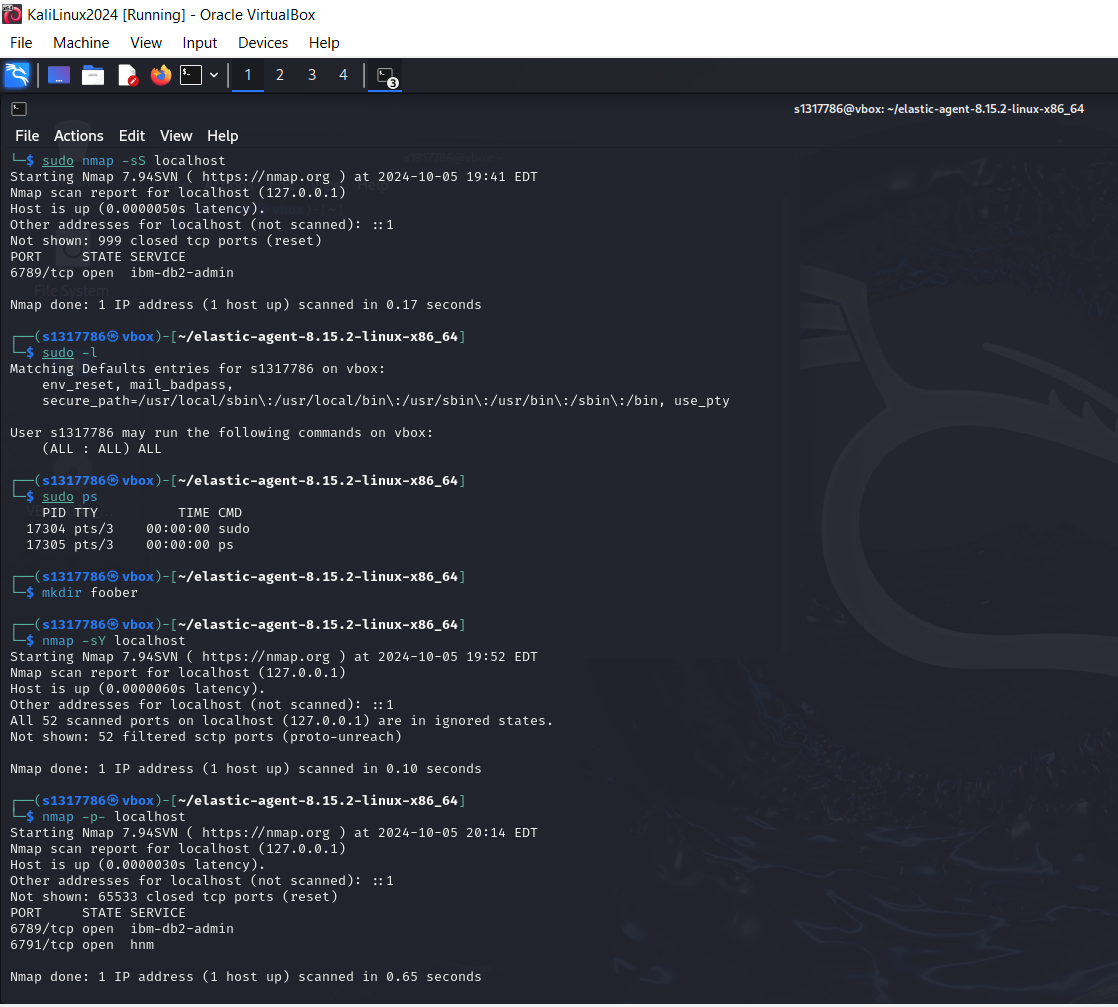 KaliLinux2024 [Running] - Oracle VirtualBox
File Machine View Input Devices Help
1 2 3 4 3
s1317786@vbox: ~/elastic-agent-8.15.2-linux-x86_64
File Actions Edit View Help
└─$ sudo nmap -sS localhost
Starting Nmap 7.94SVN ( https://nmap.org ) at 2024-10-05 19:41 EDT
Nmap scan report for localhost (127.0.0.1)
Host is up (0.0000050s latency).
Other addresses for localhost (not scanned): ::1
Not shown: 999 closed tcp ports (reset)
PORT     STATE SERVICE
6789/tcp open  ibm-db2-admin
File System
Nmap done: 1 IP address (1 host up) scanned in 0.17 seconds
┌──(s1317786㉿vbox)-[~/elastic-agent-8.15.2-linux-x86_64]
└─$ sudo -l
Matching Defaults entries for s1317786 on vbox:
    env_reset, mail_badpass,
    secure_path=/usr/local/sbin\:/usr/local/bin\:/usr/sbin\:/usr/bin\:/sbin\:/bin, use_pty
User s1317786 may run the following commands on vbox:
    (ALL : ALL) ALL
┌──(s1317786㉿vbox)-[~/elastic-agent-8.15.2-linux-x86_64]
└─$ sudo ps
    PID TTY          TIME CMD
  17304 pts/3    00:00:00 sudo
  17305 pts/3    00:00:00 ps
┌──(s1317786㉿vbox)-[~/elastic-agent-8.15.2-linux-x86_64]
└─$ mkdir foober
┌──(s1317786㉿vbox)-[~/elastic-agent-8.15.2-linux-x86_64]
└─$ nmap -sY localhost
Starting Nmap 7.94SVN ( https://nmap.org ) at 2024-10-05 19:52 EDT
Nmap scan report for localhost (127.0.0.1)
Host is up (0.0000060s latency).
Other addresses for localhost (not scanned): ::1
All 52 scanned ports on localhost (127.0.0.1) are in ignored states.
Not shown: 52 filtered sctp ports (proto-unreach)
Nmap done: 1 IP address (1 host up) scanned in 0.10 seconds
┌──(s1317786㉿vbox)-[~/elastic-agent-8.15.2-linux-x86_64]
└─$ nmap -p- localhost
Starting Nmap 7.94SVN ( https://nmap.org ) at 2024-10-05 20:14 EDT
Nmap scan report for localhost (127.0.0.1)
Host is up (0.0000030s latency).
Other addresses for localhost (not scanned): ::1
Not shown: 65533 closed tcp ports (reset)
PORT     STATE SERVICE
6789/tcp open  ibm-db2-admin
6791/tcp open  hnm
Nmap done: 1 IP address (1 host up) scanned in 0.65 seconds